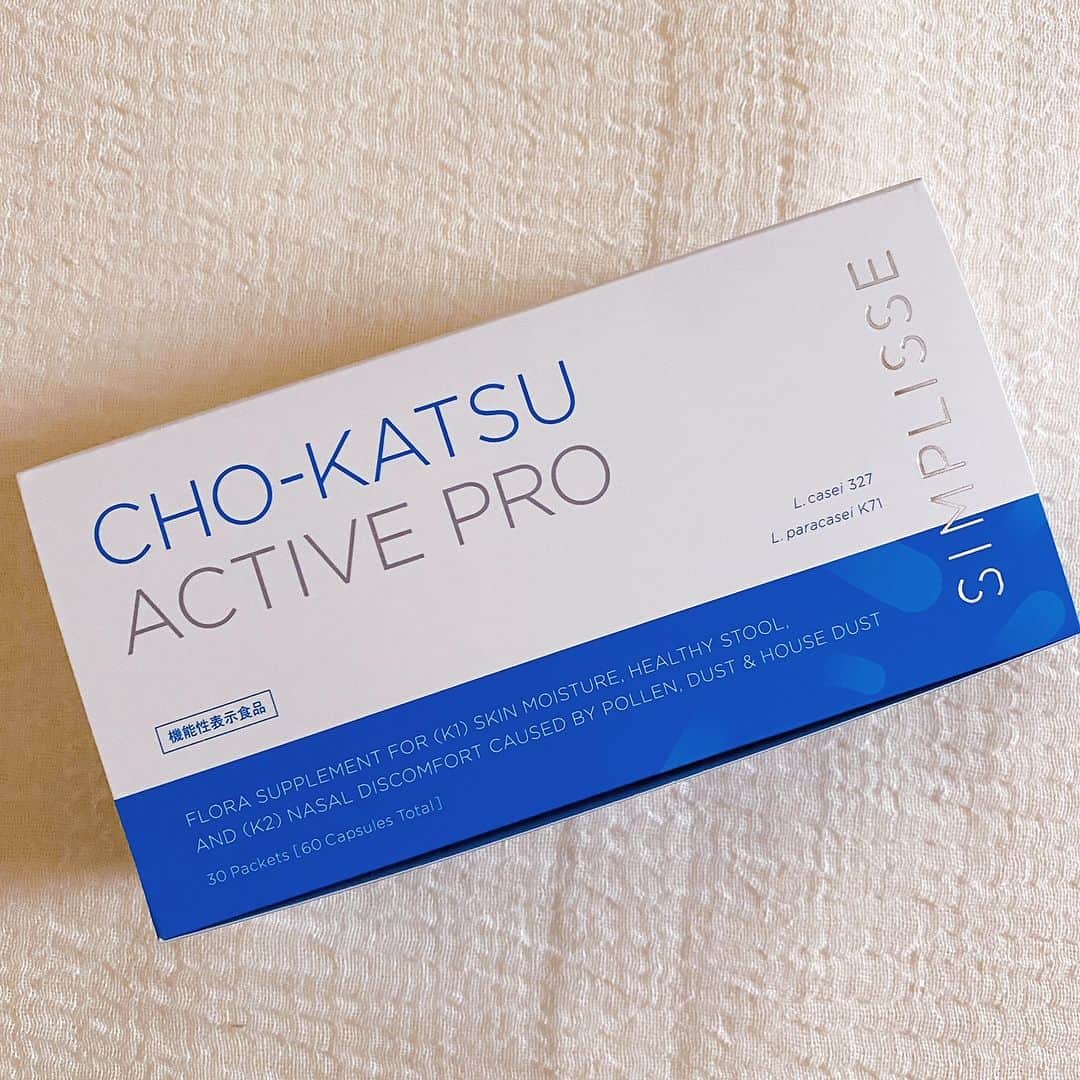 CHO-KATSU
ACTIVE PRO
L. casei 327
L. paracasei K71
SIMPLISSE
機能性表示食品
FLORA SUPPLEMENT FOR (K1) SKIN MOISTURE, HEALTHY STOOL,
AND (K2) NASAL DISCOMFORT CAUSED BY POLLEN, DUST & HOUSE DUST
30 Packets [60 Capsules Total]